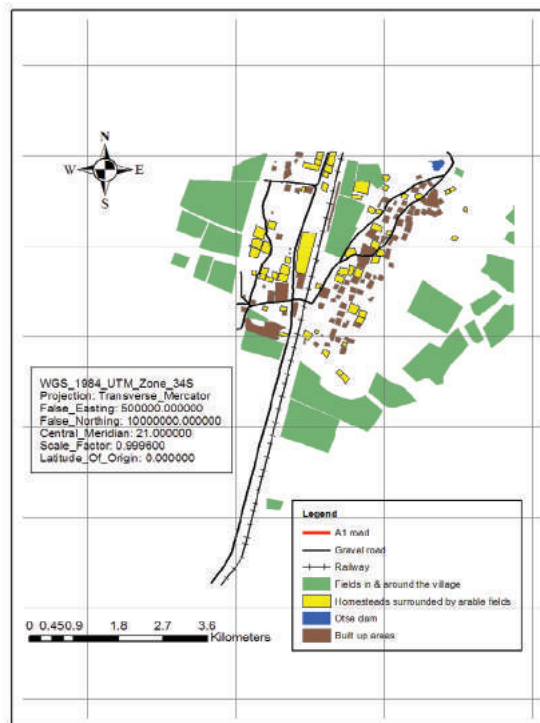 N
W E
S
WGS_1984_UTM_Zone_34S
Projection: Transverse_Mercator
False_Easting: 500000.000000
False_Northing: 10000000.000000
Central_Meridian: 21.000000
Scale_Factor: 0.999600
Latitude_Of_Origin: 0.000000
Legend
A1 road
Gravel road
Railway
Fields in & around the village
Homesteads surrounded by arable fields
Otse dam
Built up areas
0 0.45 0.9 1.8 2.7 3.6
Kilometers